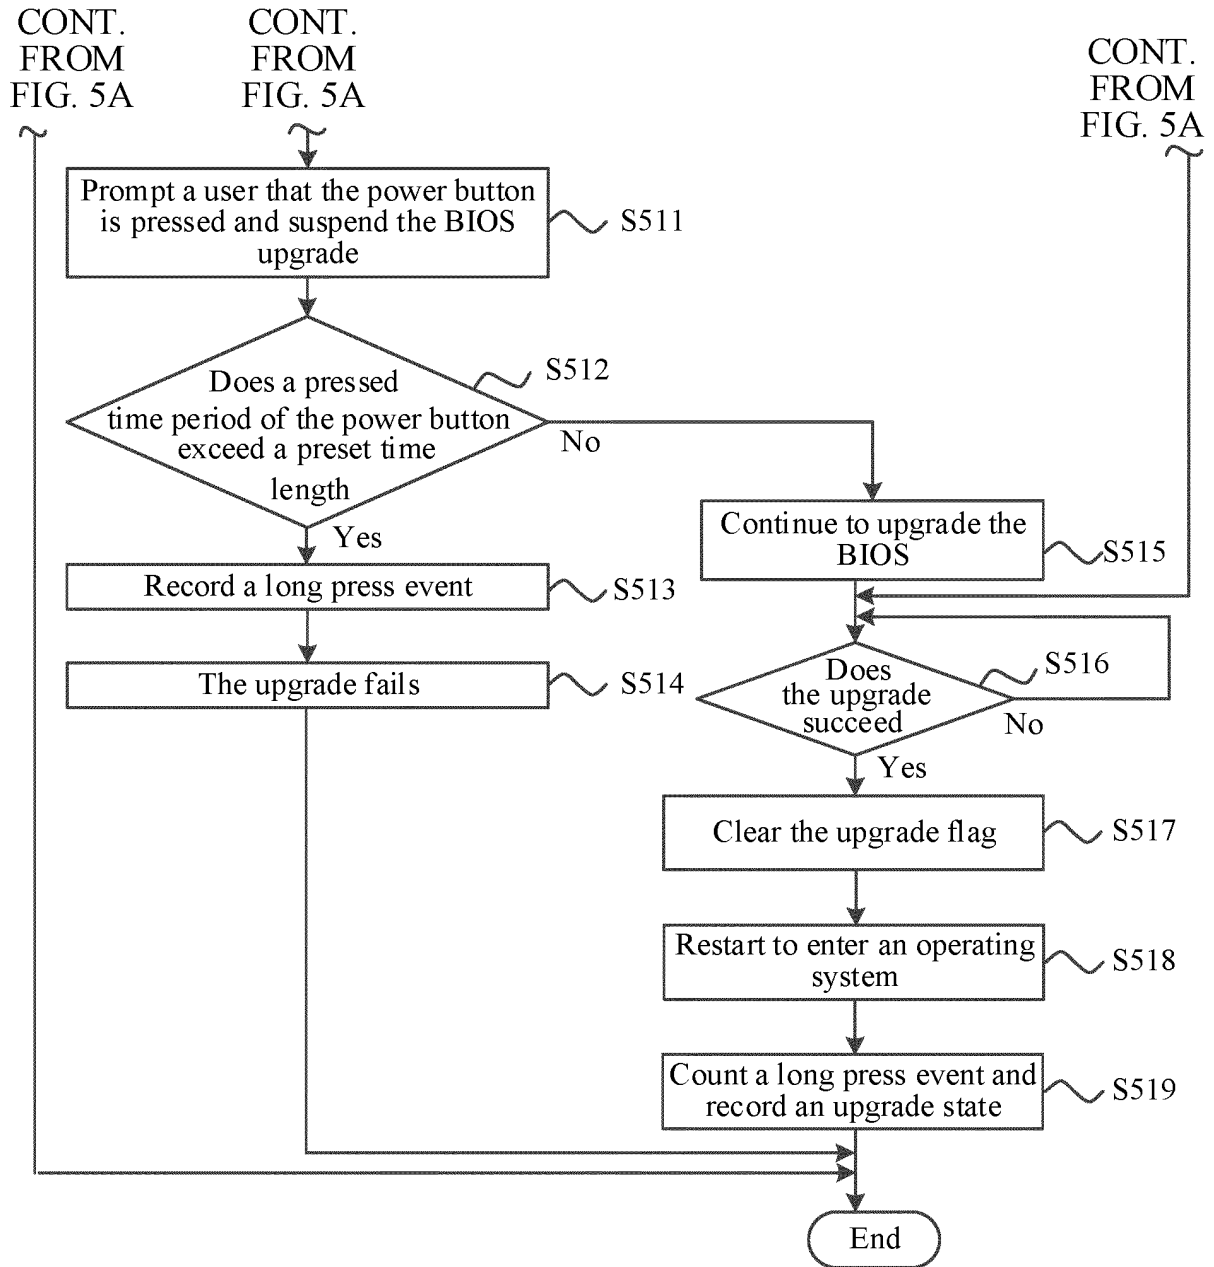 CONT.
FROM
FIG. 5A
CONT.
FROM
FIG. 5A
CONT.
FROM
FIG. 5A
Prompt a user that the power button
is pressed and suspend the BIOS
upgrade
S511
Does a pressed
time period of the power button
exceed a preset time
length
S512
No
Yes
Record a long press event
S513
The upgrade fails
S514
Continue to upgrade the
BIOS
S515
Does
the upgrade
succeed
S516
No
Yes
Clear the upgrade flag
S517
Restart to enter an operating
system
S518
Count a long press event and
record an upgrade state
S519
End